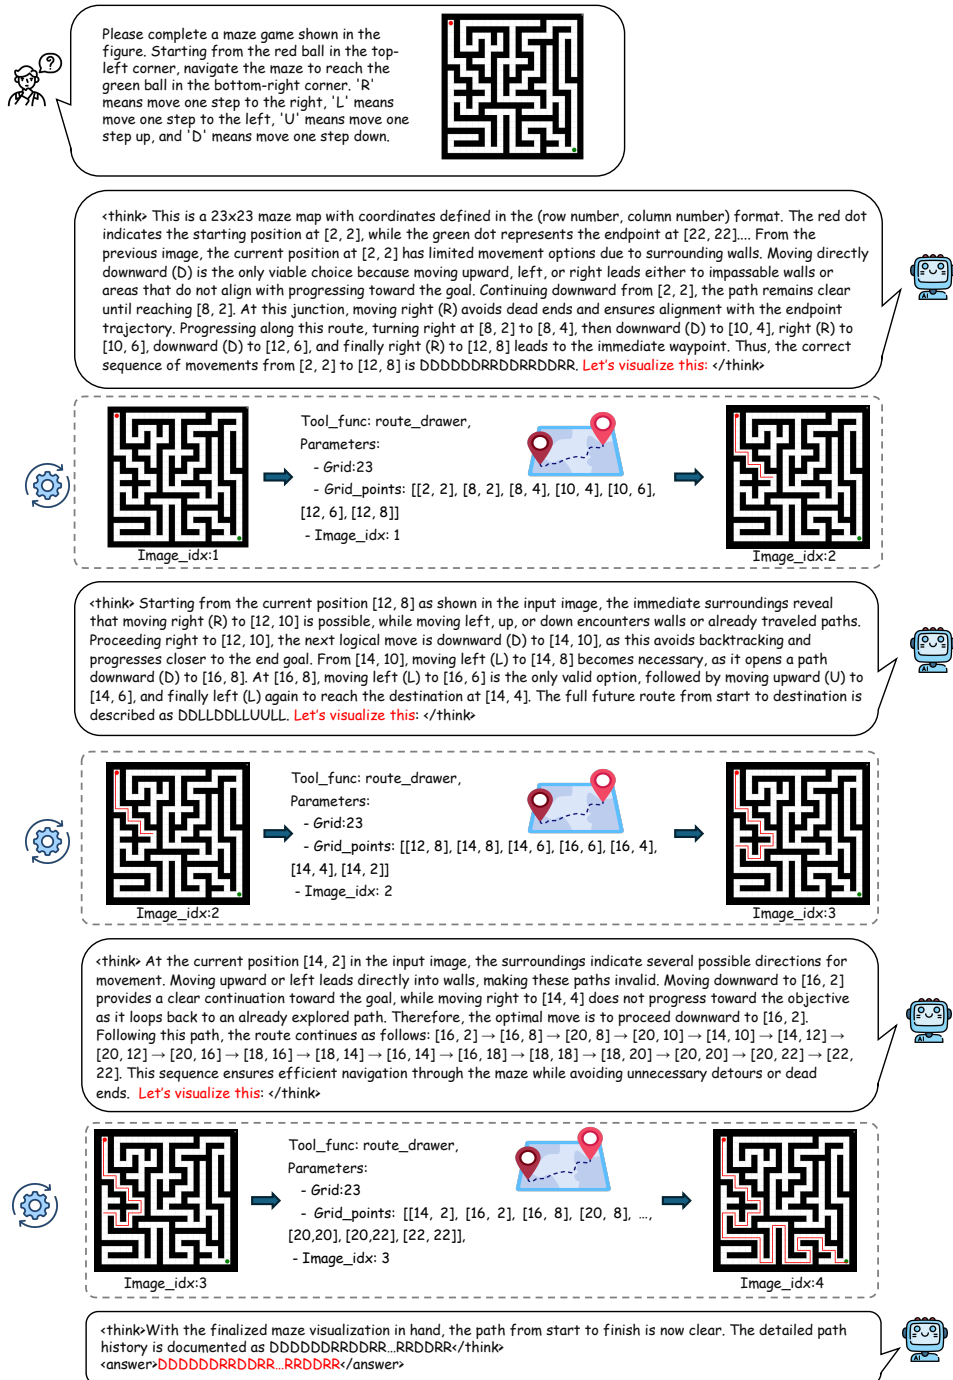 Please complete a maze game shown in the
figure. Starting from the red ball in the top-
left corner, navigate the maze to reach the
green ball in the bottom-right corner. 'R'
means move one step to the right, 'L' means
move one step to the left, 'U' means move one
step up, and 'D' means move one step down.
?
<think> This is a 23x23 maze map with coordinates defined in the (row number, column number) format. The red dot
indicates the starting position at [2, 2], while the green dot represents the endpoint at [22, 22].... From the
previous image, the current position at [2, 2] has limited movement options due to surrounding walls. Moving directly
downward (D) is the only viable choice because moving upward, left, or right leads either to impassable walls or
areas that do not align with progressing toward the goal. Continuing downward from [2, 2], the path remains clear
until reaching [8, 2]. At this junction, moving right (R) avoids dead ends and ensures alignment with the endpoint
trajectory. Progressing along this route, turning right at [8, 2] to [8, 4], then downward (D) to [10, 4], right (R) to
[10, 6], downward (D) to [12, 6], and finally right (R) to [12, 8] leads to the immediate waypoint. Thus, the correct
sequence of movements from [2, 2] to [12, 8] is DDDDDDRRDDRRDDRR. Let's visualize this: </think>
AI
Tool_func: route_drawer,
Parameters:
- Grid:23
- Grid_points: [[2, 2], [8, 2], [8, 4], [10, 4], [10, 6],
[12, 6], [12, 8]]
- Image_idx: 1
Image_idx:1
Image_idx:2
<think> Starting from the current position [12, 8] as shown in the input image, the immediate surroundings reveal
that moving right (R) to [12, 10] is possible, while moving left, up, or down encounters walls or already traveled paths.
Proceeding right to [12, 10], the next logical move is downward (D) to [14, 10], as this avoids backtracking and
progresses closer to the end goal. From [14, 10], moving left (L) to [14, 8] becomes necessary, as it opens a path
downward (D) to [16, 8]. At [16, 8], moving left (L) to [16, 6] is the only valid option, followed by moving upward (U) to
[14, 6], and finally left (L) again to reach the destination at [14, 4]. The full future route from start to destination is
described as DDLLDDLLUULL. Let's visualize this: </think>
AI
Tool_func: route_drawer,
Parameters:
- Grid:23
- Grid_points: [[12, 8], [14, 8], [14, 6], [16, 6], [16, 4],
[14, 4], [14, 2]]
- Image_idx: 2
Image_idx:2
Image_idx:3
<think> At the current position [14, 2] in the input image, the surroundings indicate several possible directions for
movement. Moving upward or left leads directly into walls, making these paths invalid. Moving downward to [16, 2]
provides a clear continuation toward the goal, while moving right to [14, 4] does not progress toward the objective
as it loops back to an already explored path. Therefore, the optimal move is to proceed downward to [16, 2].
Following this path, the route continues as follows: [16, 2] → [16, 8] → [20, 8] → [20, 10] → [14, 10] → [14, 12] →
[20, 12] → [20, 16] → [18, 16] → [18, 14] → [16, 14] → [16, 18] → [18, 18] → [18, 20] → [20, 20] → [20, 22] → [22,
22]. This sequence ensures efficient navigation through the maze while avoiding unnecessary detours or dead
ends. Let's visualize this: </think>
AI
Tool_func: route_drawer,
Parameters:
- Grid:23
- Grid_points: [[14, 2], [16, 2], [16, 8], [20, 8], ...,
[20,20], [20,22], [22, 22]],
- Image_idx: 3
Image_idx:3
Image_idx:4
<think>With the finalized maze visualization in hand, the path from start to finish is now clear. The detailed path
history is documented as DDDDDDRRDDRR...RRDDRR</think>
<answer>DDDDDDRRDDRR...RRDDRR</answer>
AI